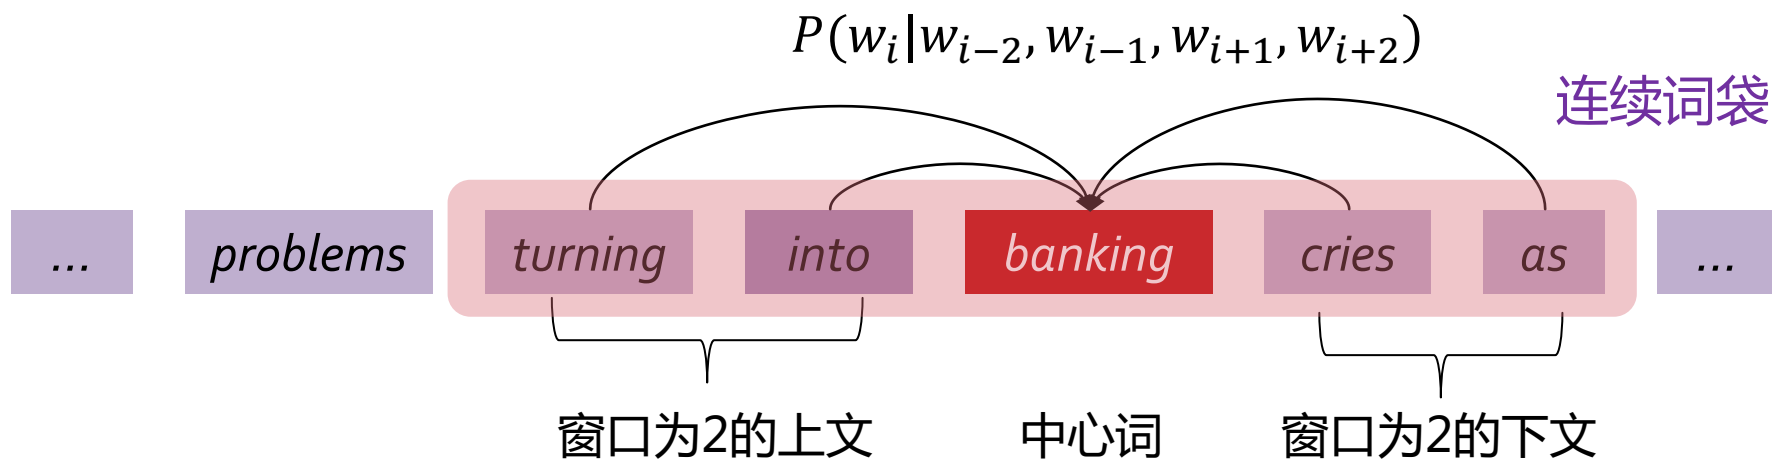 P(w_{i}|w_{i−2}, w_{i−1}, w_{i+1}, w_{i+2})
连续词袋
... problems turning into banking cries as ...
窗口为2的上文 中心词 窗口为2的下文